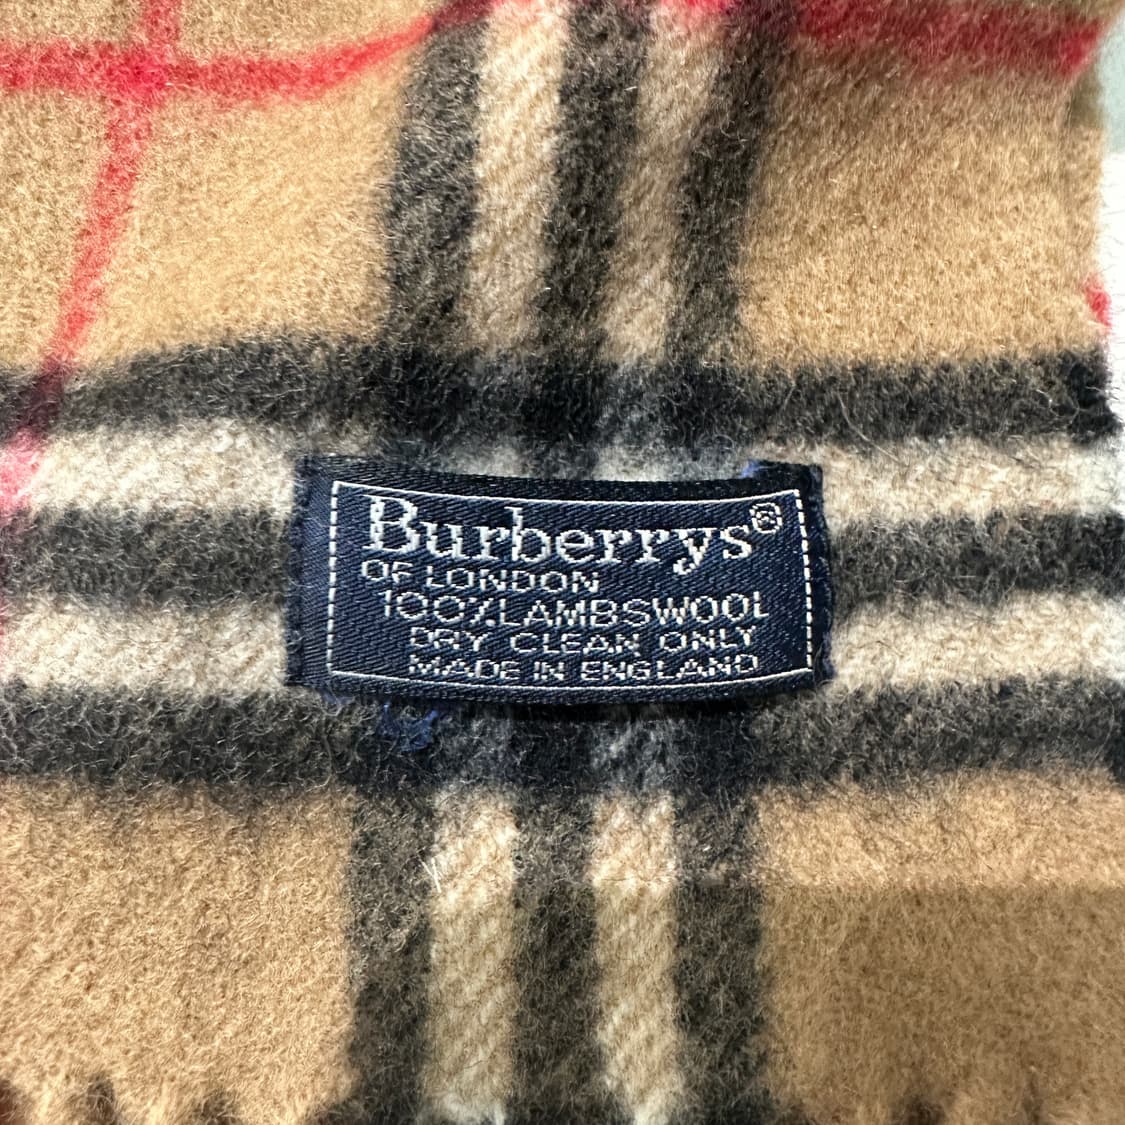 Burberrys®
OF LONDON
100% LAMBSWOOL
DRY CLEAN ONLY
MADE IN ENGLAND